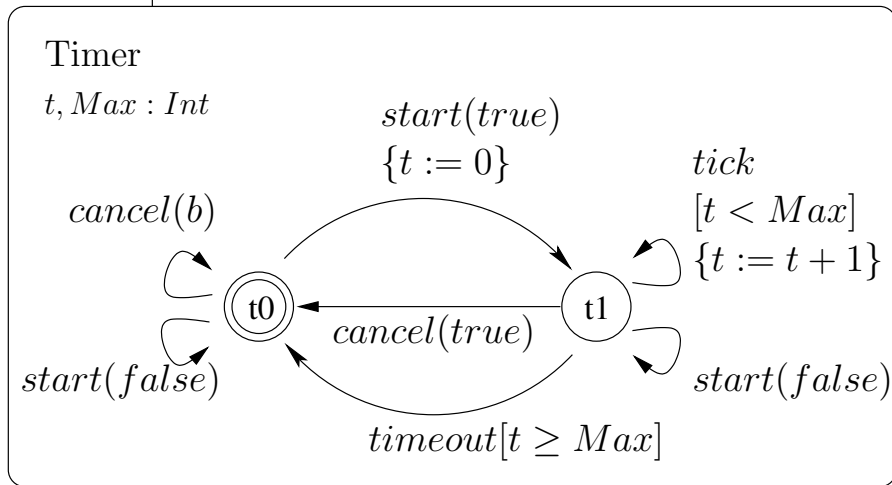 Timer
t, Max : Int
start(true)
{t := 0}
tick
[t < Max]
{t := t + 1}
cancel(b)
t0
t1
cancel(true)
start(false)
start(false)
timeout[t ≥ Max]